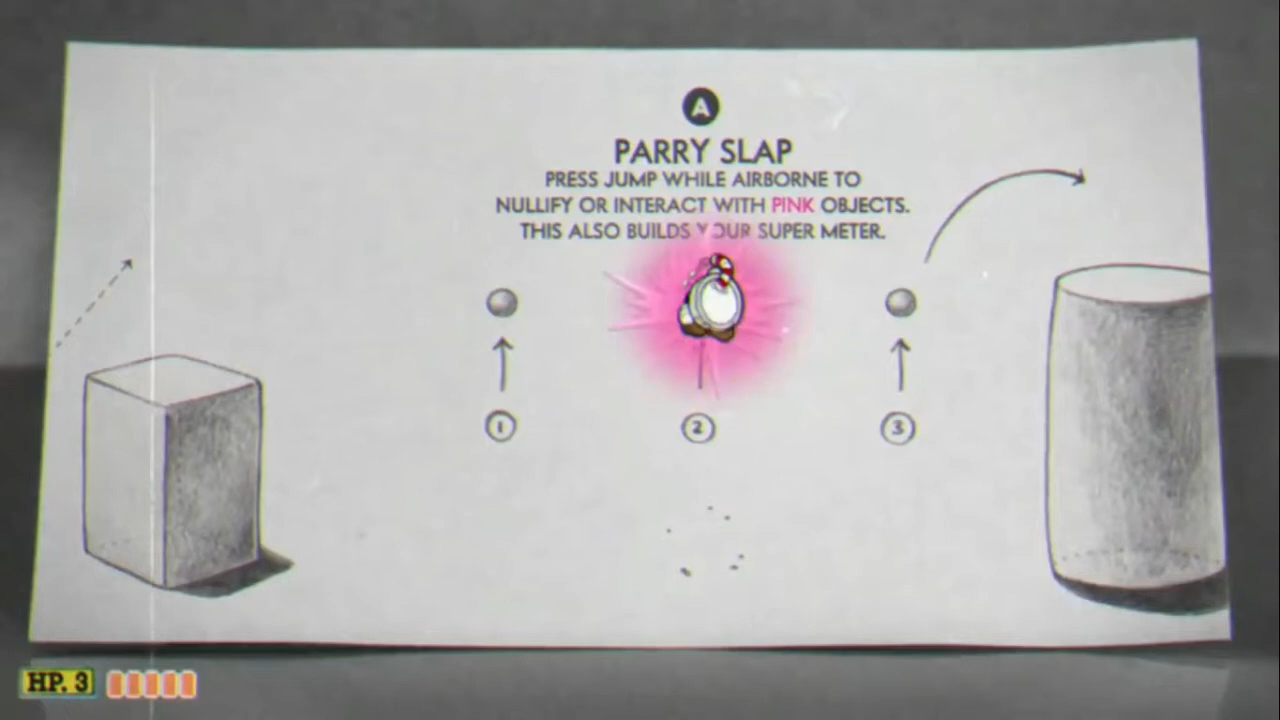 A
PARRY SLAP
PRESS JUMP WHILE AIRBORNE TO
NULLIFY OR INTERACT WITH PINK OBJECTS.
THIS ALSO BUILDS YOUR SUPER METER.
1 2 3
HP. 3